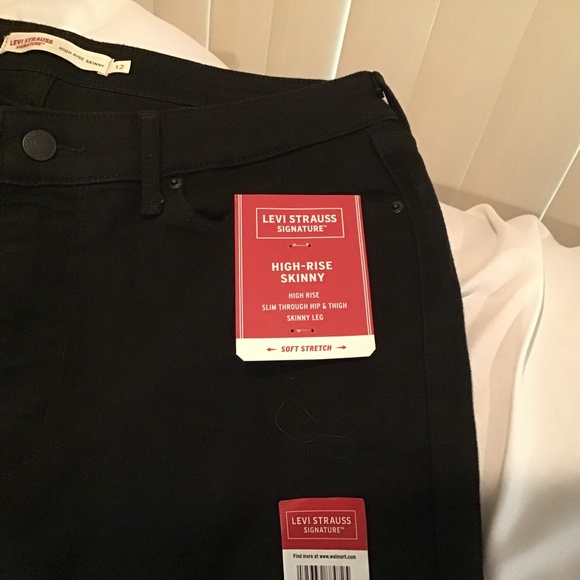 LEVI STRAUSS
SIGNATURE™
HIGH RISE SKINNY
12
LEVI STRAUSS
SIGNATURE™
HIGH-RISE
SKINNY
HIGH RISE
SLIM THROUGH HIP & THIGH
SKINNY LEG
← SOFT STRETCH →
LEVI STRAUSS
SIGNATURE™
Find more at www.walmart.com